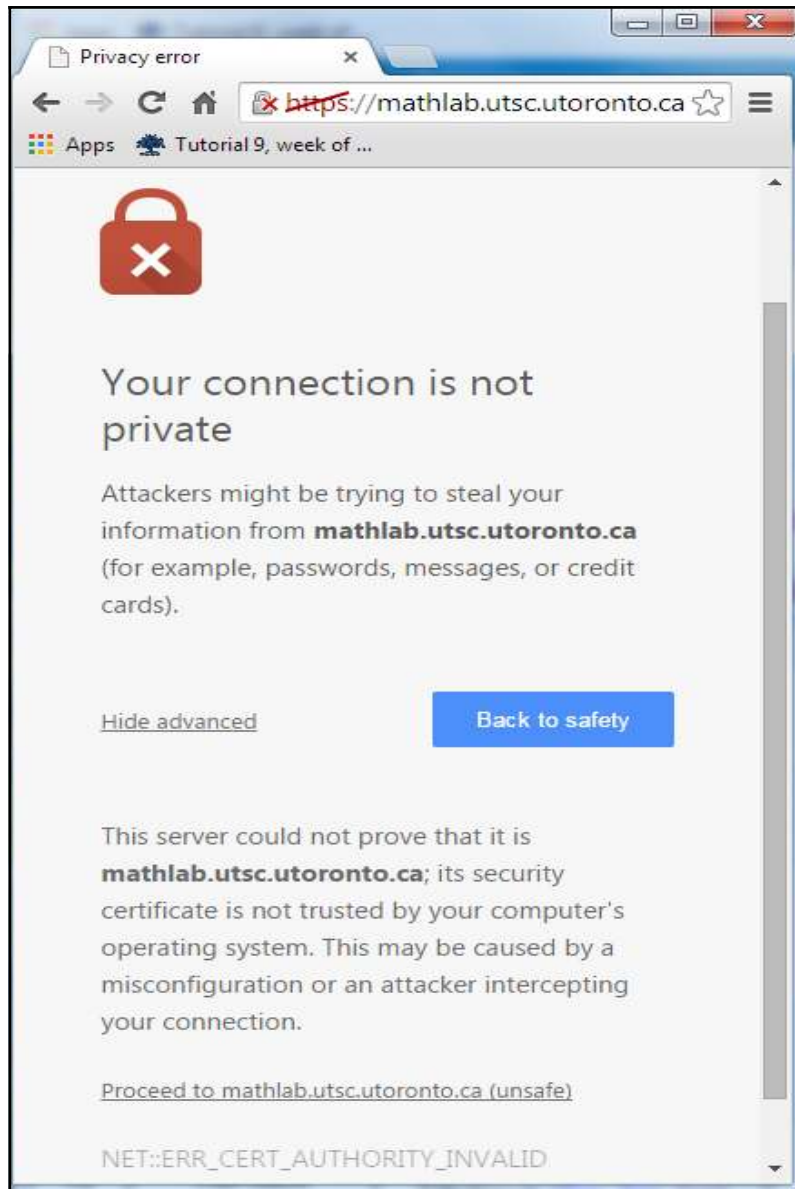 Privacy error
https://mathlab.utsc.utoronto.ca
Apps Tutorial 9, week of ...
Your connection is not
private
Attackers might be trying to steal your
information from mathlab.utsc.utoronto.ca
(for example, passwords, messages, or credit
cards).
Hide advanced Back to safety
This server could not prove that it is
mathlab.utsc.utoronto.ca; its security
certificate is not trusted by your computer's
operating system. This may be caused by a
misconfiguration or an attacker intercepting
your connection.
Proceed to mathlab.utsc.utoronto.ca (unsafe)
NET::ERR_CERT_AUTHORITY_INVALID